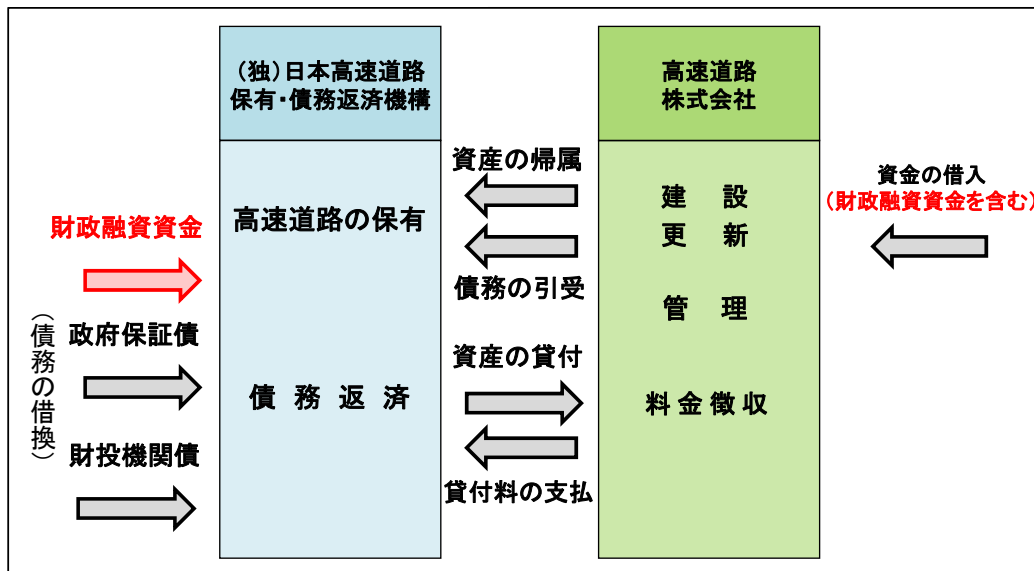 (独)日本高速道路
保有・債務返済機構
高速道路
株式会社
財政融資資金
政府保証債
財投機関債
(債務の借換)
高速道路の保有
債務返済
資産の帰属
債務の引受
資産の貸付
貸付料の支払
建設
更新
管理
料金徴収
資金の借入
(財政融資資金を含む)